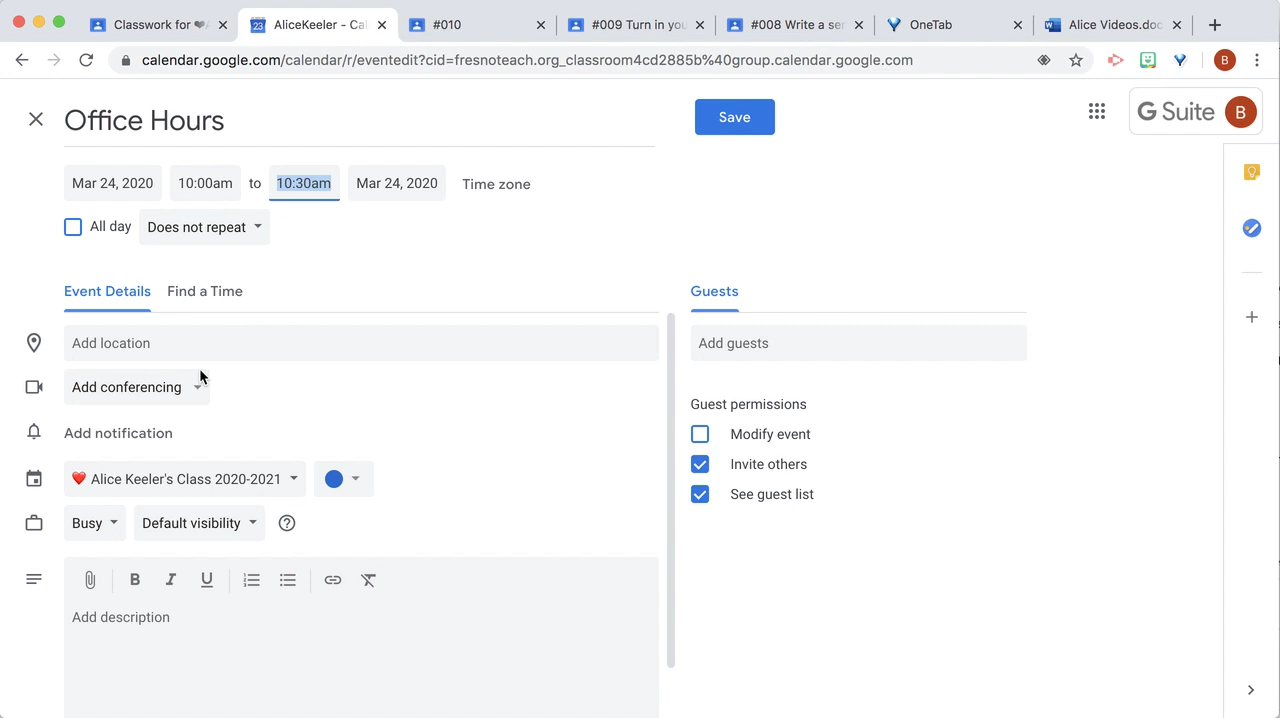 Classwork for ❤️A
AliceKeeler - Cal
#010
#009 Turn in you
#008 Write a sen
OneTab
Alice Videos.doc
calendar.google.com/calendar/r/eventedit?cid=fresnoteach.org_classroom4cd2885b%40group.calendar.google.com
B
Office Hours
Save
G Suite B
Mar 24, 2020 10:00am to 10:30am Mar 24, 2020 Time zone
All day Does not repeat
Event Details Find a Time
Guests
Add location
Add guests
Add conferencing
Guest permissions
Add notification
Modify event
Invite others
❤️ Alice Keeler's Class 2020-2021
See guest list
Busy Default visibility
B I U
Add description